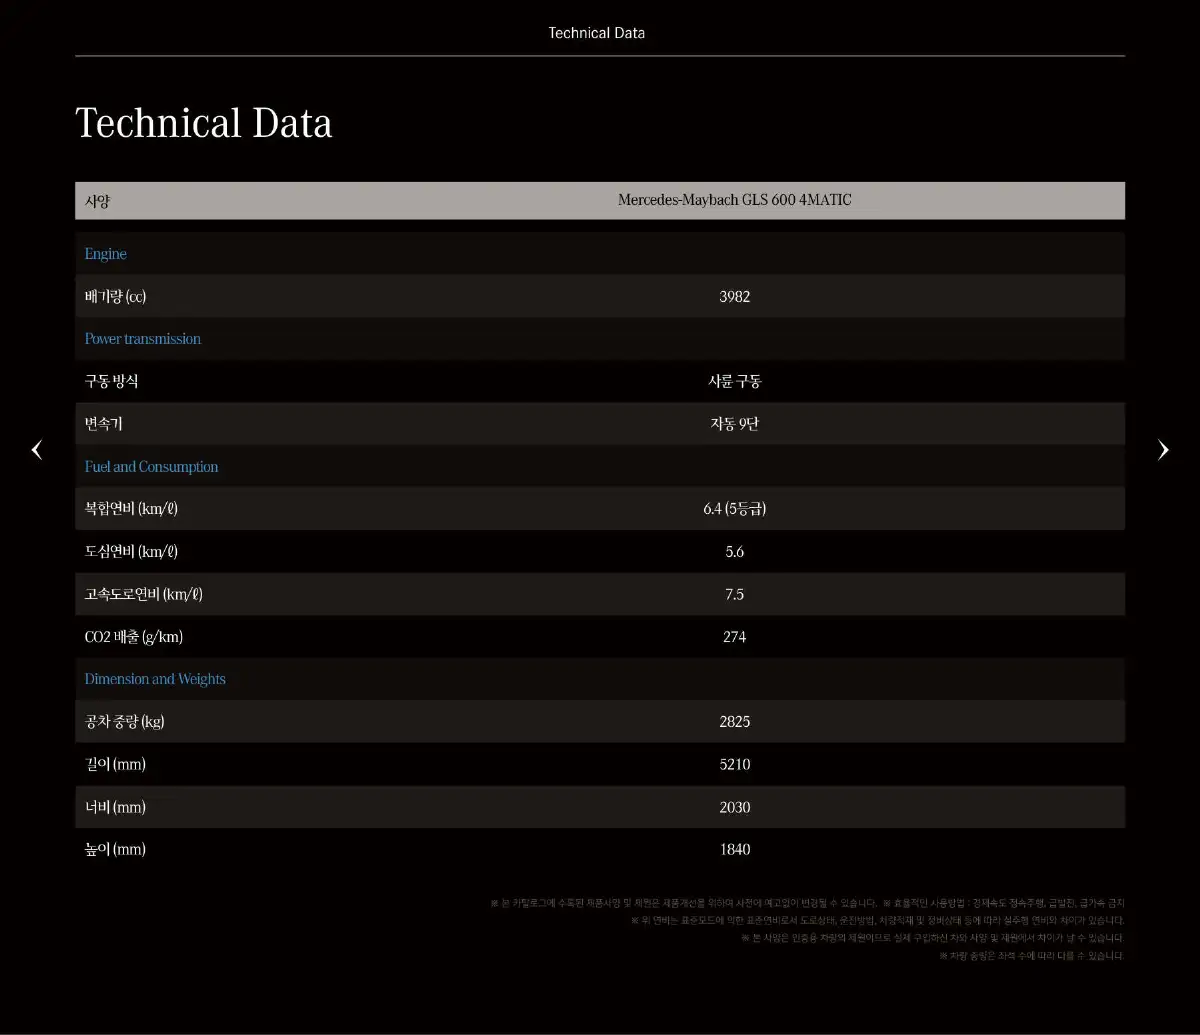 Technical Data
Technical Data
사양 Mercedes-Maybach GLS 600 4MATIC
Engine
배기량 (cc) 3982
Power transmission
구동 방식 사륜 구동
변속기 자동 9단
Fuel and Consumption
복합연비 (km/ℓ) 6.4 (5등급)
도심연비 (km/ℓ) 5.6
고속도로연비 (km/ℓ) 7.5
CO2 배출 (g/km) 274
Dimension and Weights
공차 중량 (kg) 2825
길이 (mm) 5210
너비 (mm) 2030
높이 (mm) 1840
※ 본 카탈로그에 수록된 제품사양 및 제원은 제품개선을 위하여 사전에 예고없이 변경될 수 있습니다. ※ 효율적인 사용방법 : 경제속도 정속주행, 급발진, 급가속 금지
※ 위 연비는 표준모드에 의한 표준연비로서 도로상태, 운전방법, 차량적재 및 정비상태 등에 따라 실주행 연비와 차이가 있습니다.
※ 본 사양은 인증용 차량의 제원이므로 실제 구입하신 차와 사양 및 제원에서 차이가 날 수 있습니다.
※ 차량 중량은 좌석 수에 따라 다를 수 있습니다.